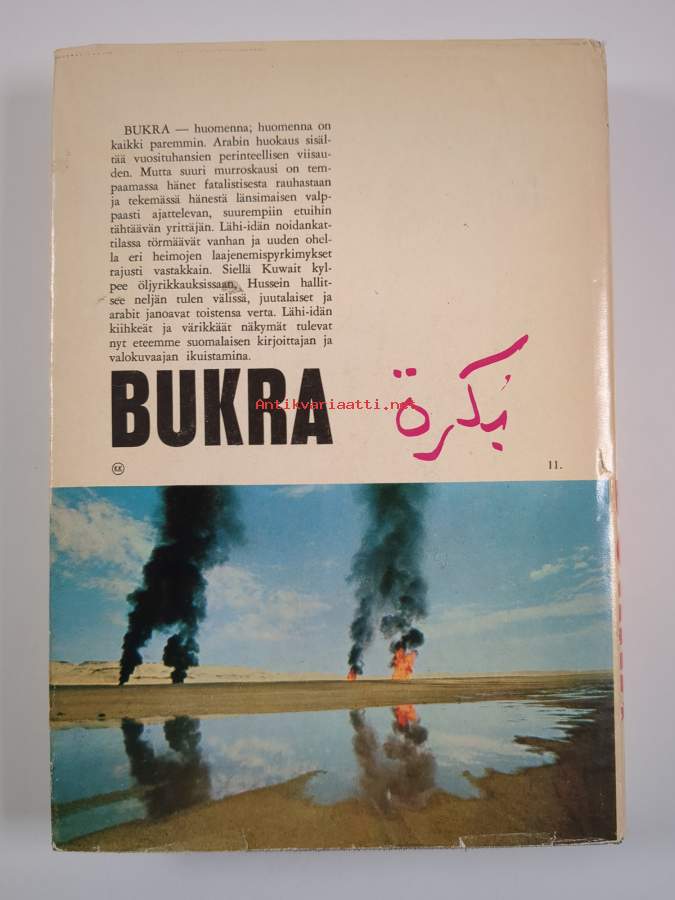 BUKRA — huomenna; huomenna on
kaikki paremmin. Arabin huokaus sisäl-
tää vuosituhansien perinteellisen viisau-
den. Mutta suuri murroskausi on tem-
paamassa hänet fatalistisesta rauhastaan
ja tekemässä hänestä länsimaisen valp-
paasti ajattelevan, suurempiin etuihin
tähtäävän yrittäjän. Lähi-idän noidankat-
tilassa törmäävät vanhan ja uuden ohel-
la eri heimojen laajenemispyrkimykset
rajusti vastakkain. Siellä Kuwait kyl-
pee öljyrikkauksissaan, Hussein hallit-
see neljän tulen välissä, juutalaiset ja
arabit janoavat toistensa verta. Lähi-idän
kiihkeät ja värikkäät näkymät tulevat
nyt eteemme suomalaisen kirjoittajan ja
valokuvaajan ikuistamina.
BUKRA
بُكرة
Antikvariaatti.net
KK
11.